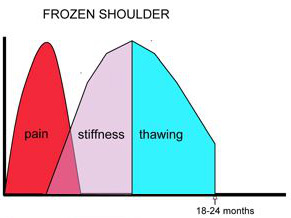 FROZEN SHOULDER
pain
stiffness
thawing
18-24 months